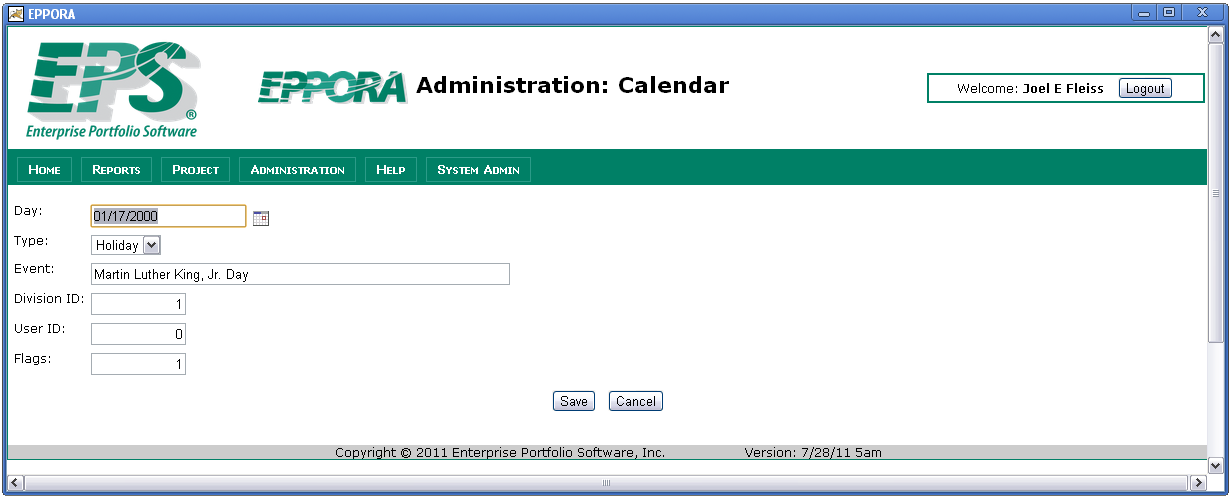 EPPORA
EPS®
Enterprise Portfolio Software
EPPORÁ Administration: Calendar
Welcome: Joel E Fleiss Logout
HOME REPORTS PROJECT ADMINISTRATION HELP SYSTEM ADMIN
Day: 01/17/2000
Type: Holiday
Event: Martin Luther King, Jr. Day
Division ID: 1
User ID: 0
Flags: 1
Save Cancel
Copyright © 2011 Enterprise Portfolio Software, Inc. Version: 7/28/11 5am